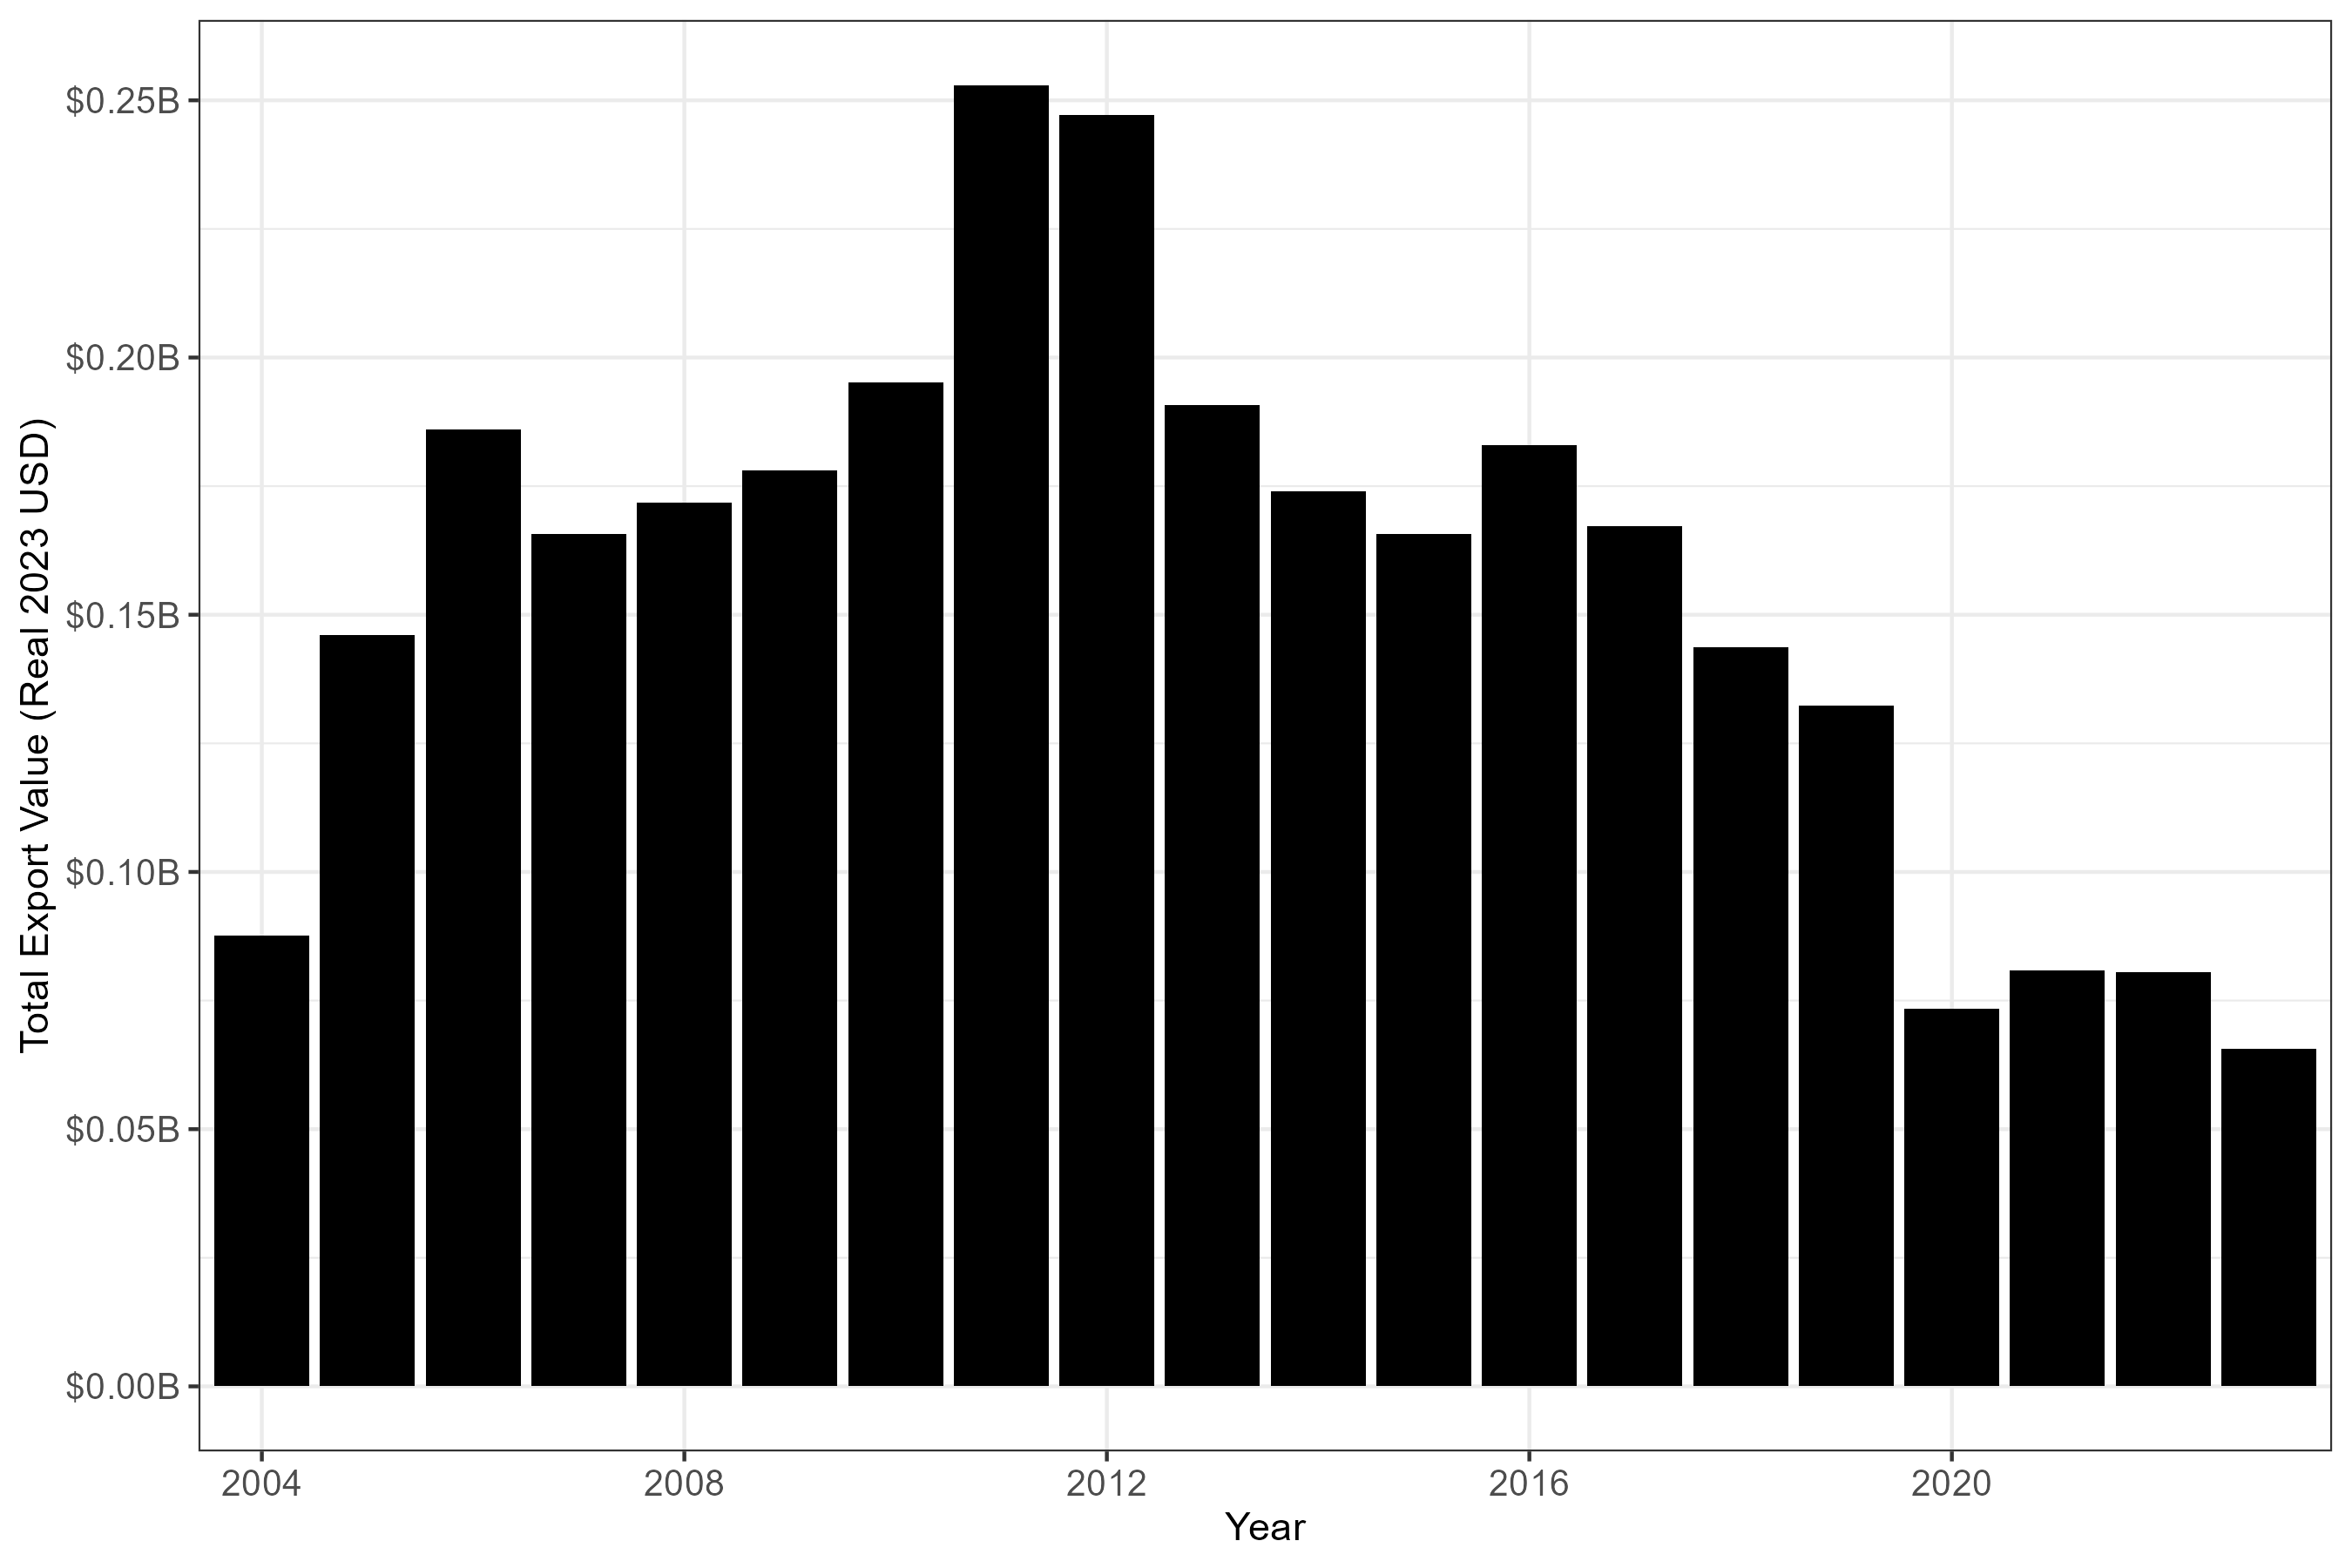 Total Export Value (Real 2023 USD)
$0.25B
$0.20B
$0.15B
$0.10B
$0.05B
$0.00B
2004 2008 2012 2016 2020
Year